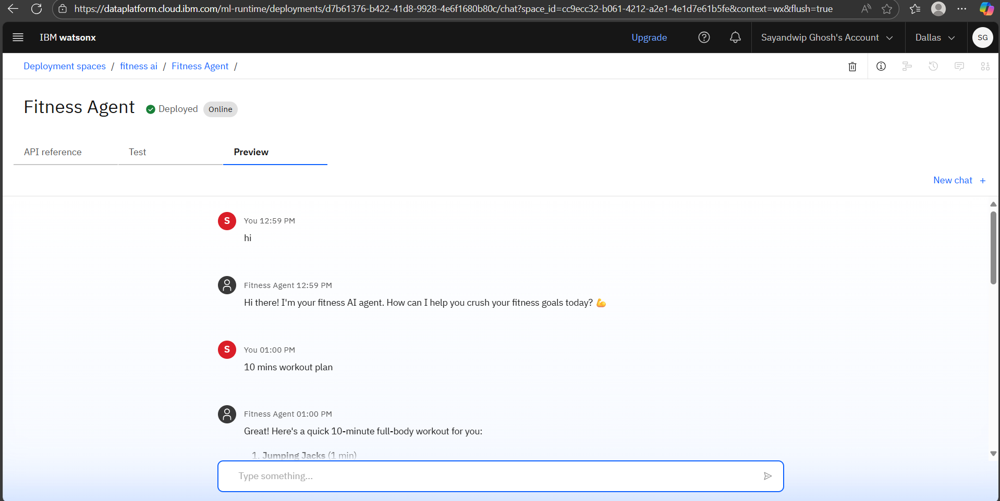 https://dataplatform.cloud.ibm.com/ml-runtime/deployments/d7b61376-b422-41d8-9928-4e6f1680b80c/chat?space_id=cc9ecc32-b061-4212-a2e1-4e1d7e61b5fe&context=wx&flush=true
IBM watsonx
Upgrade
Sayandwip Ghosh's Account
Dallas
SG
Deployment spaces / fitness ai / Fitness Agent /
Fitness Agent
Deployed
Online
API reference
Test
Preview
New chat +
S
You 12:59 PM
hi
Fitness Agent 12:59 PM
Hi there! I'm your fitness AI agent. How can I help you crush your fitness goals today? 💪
S
You 01:00 PM
10 mins workout plan
Fitness Agent 01:00 PM
Great! Here's a quick 10-minute full-body workout for you:
1. Jumping Jacks (1 min)
Type something...